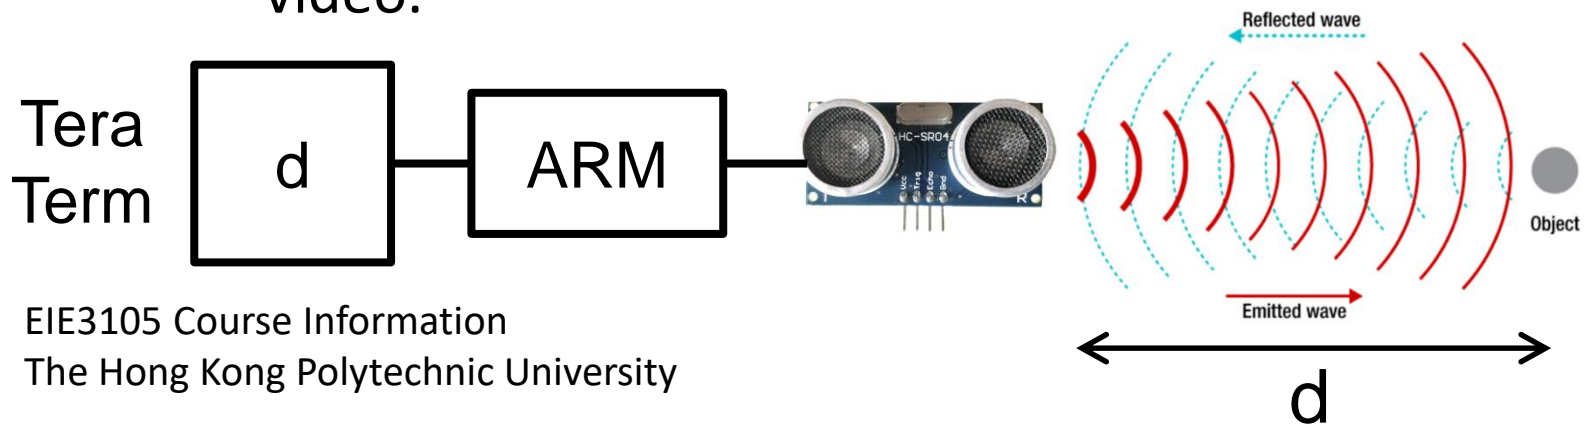 video.
Reflected wave
Tera
Term
d
ARM
HC-SR04
Vcc
Trig
Echo
Gnd
T
R
Object
Emitted wave
EIE3105 Course Information
The Hong Kong Polytechnic University
d